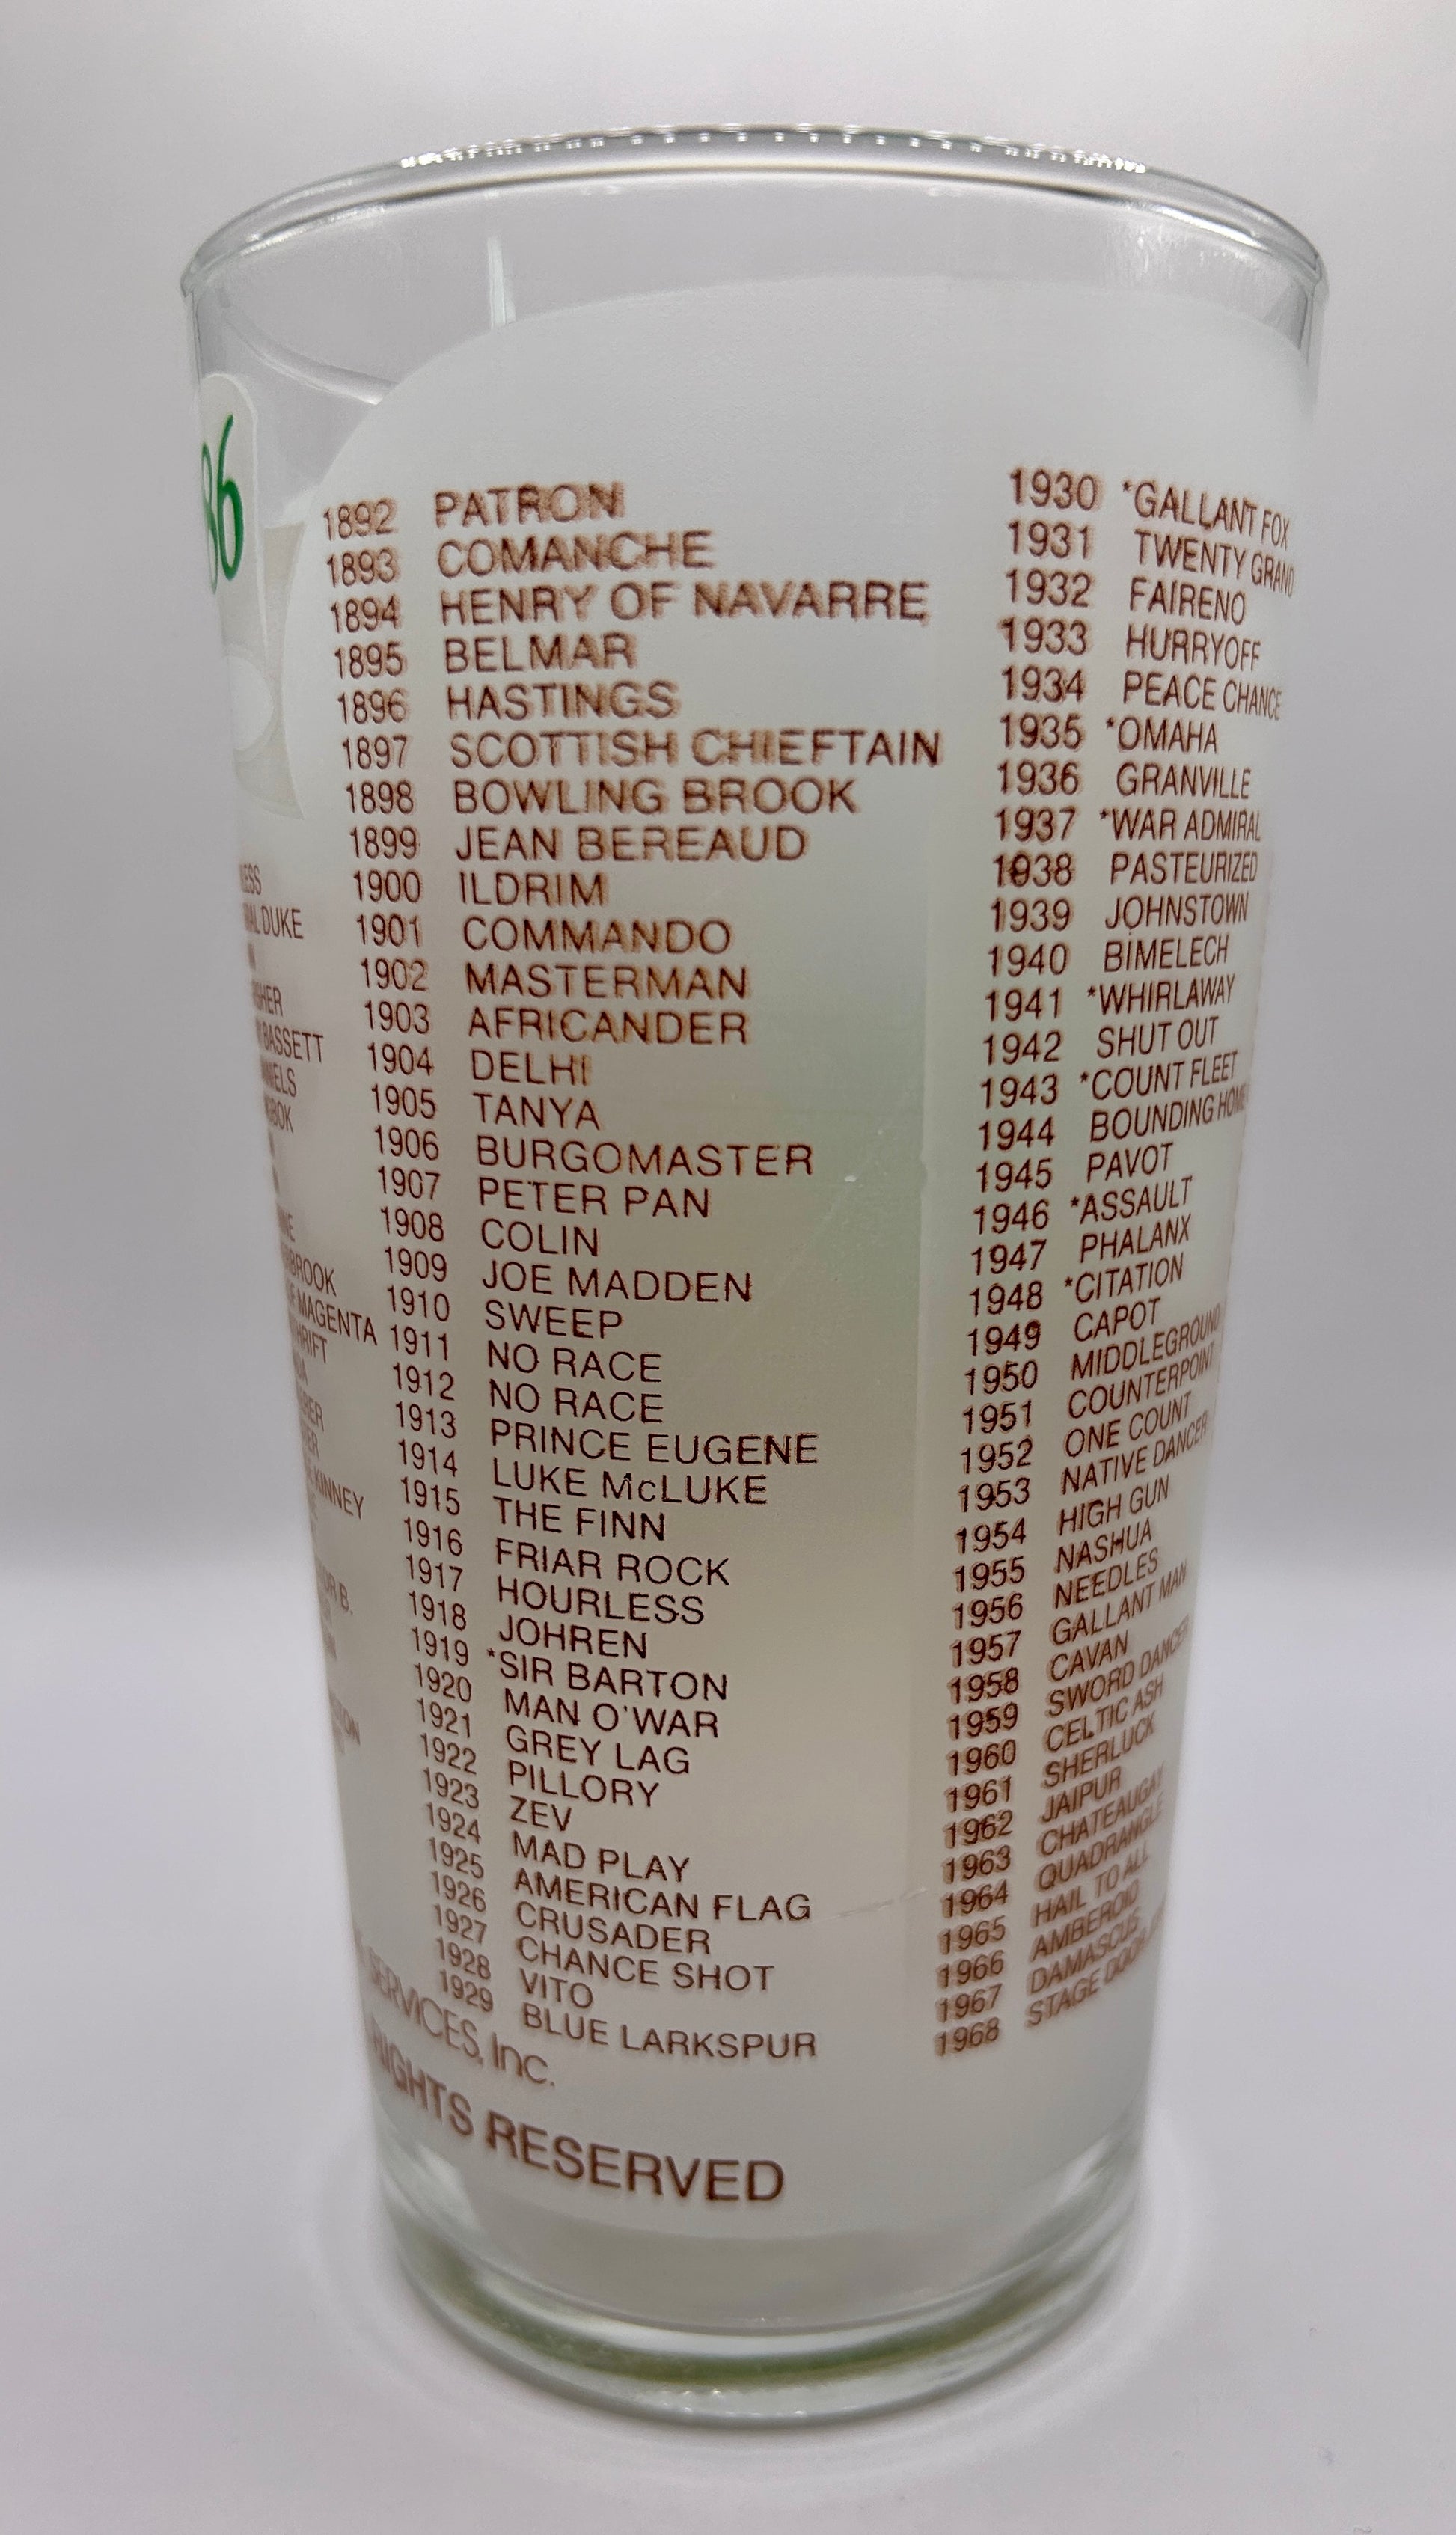 86
DUKE
BASSETT
MAGENTA
KINNEY
B.
1892 PATRON
1893 COMANCHE
1894 HENRY OF NAVARRE
1895 BELMAR
1896 HASTINGS
1897 SCOTTISH CHIEFTAIN
1898 BOWLING BROOK
1899 JEAN BEREAUD
1900 ILDRIM
1901 COMMANDO
1902 MASTERMAN
1903 AFRICANDER
1904 DELHI
1905 TANYA
1906 BURGOMASTER
1907 PETER PAN
1908 COLIN
1909 JOE MADDEN
1910 SWEEP
1911 NO RACE
1912 NO RACE
1913 PRINCE EUGENE
1914 LUKE McLUKE
1915 THE FINN
1916 FRIAR ROCK
1917 HOURLESS
1918 JOHREN
1919 *SIR BARTON
1920 MAN O'WAR
1921 GREY LAG
1922 PILLORY
1923 ZEV
1924 MAD PLAY
1925 AMERICAN FLAG
1926 CRUSADER
1927 CHANCE SHOT
1928 VITO
1929 BLUE LARKSPUR
SERVICES, Inc.
RIGHTS RESERVED
1930 *GALLANT FOX
1931 TWENTY GRAND
1932 FAIRENO
1933 HURRYOFF
1934 PEACE CHANCE
1935 *OMAHA
1936 GRANVILLE
1937 *WAR ADMIRAL
1938 PASTEURIZED
1939 JOHNSTOWN
1940 BIMELECH
1941 *WHIRLAWAY
1942 SHUT OUT
1943 *COUNT FLEET
1944 BOUNDING HOME
1945 PAVOT
1946 *ASSAULT
1947 PHALANX
1948 *CITATION
1949 CAPOT
1950 MIDDLEGROUND
1951 COUNTERPOINT
1952 ONE COUNT
1953 NATIVE DANCER
1954 HIGH GUN
1955 NASHUA
1956 NEEDLES
1957 GALLANT MAN
1958 CAVAN
1959 SWORD DANCER
1960 CELTIC ASH
1961 SHERLUCK
1962 JAIPUR
1963 CHATEAUGAY
1964 QUADRANGLE
1965 HAIL TO ALL
1966 AMBEROID
1967 DAMASCUS
1968 STAGE DOOR